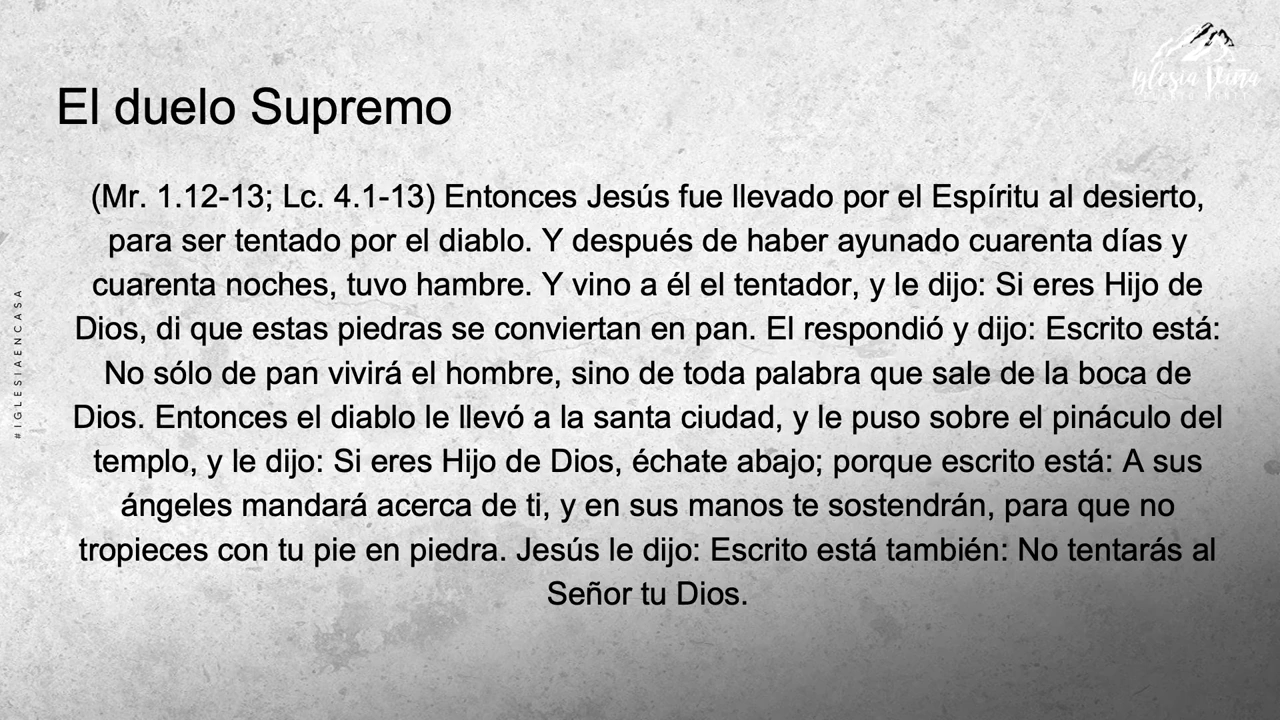 Iglesia Viña
El duelo Supremo
(Mr. 1.12-13; Lc. 4.1-13) Entonces Jesús fue llevado por el Espíritu al desierto,
para ser tentado por el diablo. Y después de haber ayunado cuarenta días y
cuarenta noches, tuvo hambre. Y vino a él el tentador, y le dijo: Si eres Hijo de
Dios, di que estas piedras se conviertan en pan. El respondió y dijo: Escrito está:
No sólo de pan vivirá el hombre, sino de toda palabra que sale de la boca de
Dios. Entonces el diablo le llevó a la santa ciudad, y le puso sobre el pináculo del
templo, y le dijo: Si eres Hijo de Dios, échate abajo; porque escrito está: A sus
ángeles mandará acerca de ti, y en sus manos te sostendrán, para que no
tropieces con tu pie en piedra. Jesús le dijo: Escrito está también: No tentarás al
Señor tu Dios.
#IGLESIAENCASA